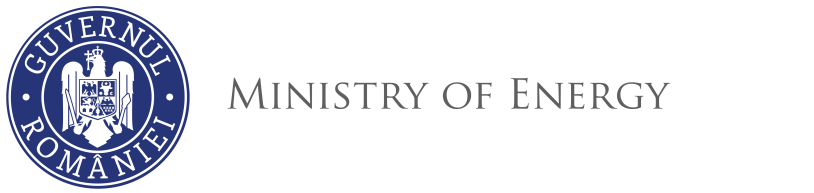 GUVERNUL
ROMÂNIEI
MINISTRY OF ENERGY